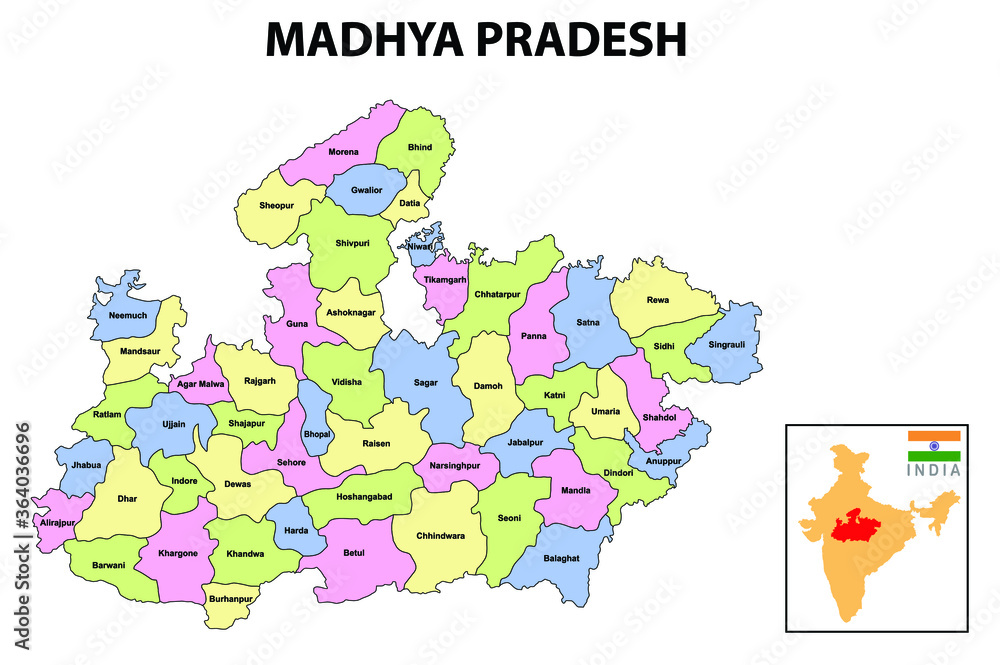 MADHYA PRADESH
Morena
Bhind
Gwalior
Sheopur
Datia
Shivpuri
Niwari
Tikamgarh
Chhatarpur
Rewa
Neemuch
Ashoknagar
Guna
Panna
Satna
Sidhi
Singrauli
Mandsaur
Agar Malwa
Rajgarh
Vidisha
Sagar
Damoh
Katni
Umaria
Shahdol
Ratlam
Ujjain
Shajapur
Bhopal
Raisen
Jabalpur
Anuppur
Jhabua
Indore
Dewas
Sehore
Narsinghpur
Dindori
Dhar
Hoshangabad
Mandla
Alirajpur
Harda
Seoni
Chhindwara
Khargone
Khandwa
Betul
Balaghat
Barwani
Burhanpur
INDIA
Adobe Stock
Adobe Stock | #364036696